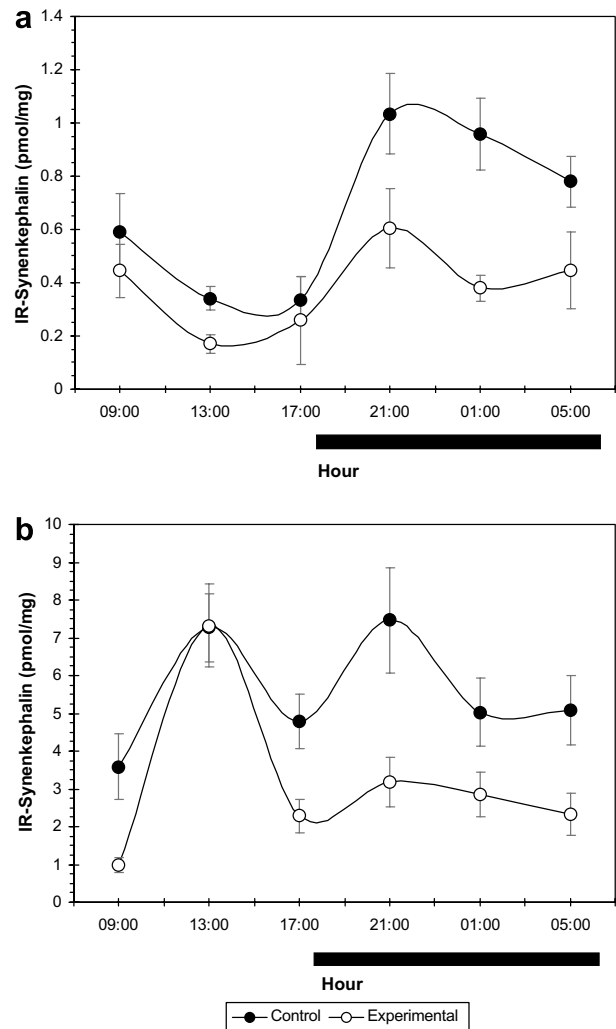 a
IR-Synenkephalin (pmol/mg)
1.4
1.2
1
0.8
0.6
0.4
0.2
0
09:00 13:00 17:00 21:00 01:00 05:00
Hour
b
IR-Synenkephalin (pmol/mg)
10
9
8
7
6
5
4
3
2
1
0
09:00 13:00 17:00 21:00 01:00 05:00
Hour
Control Experimental